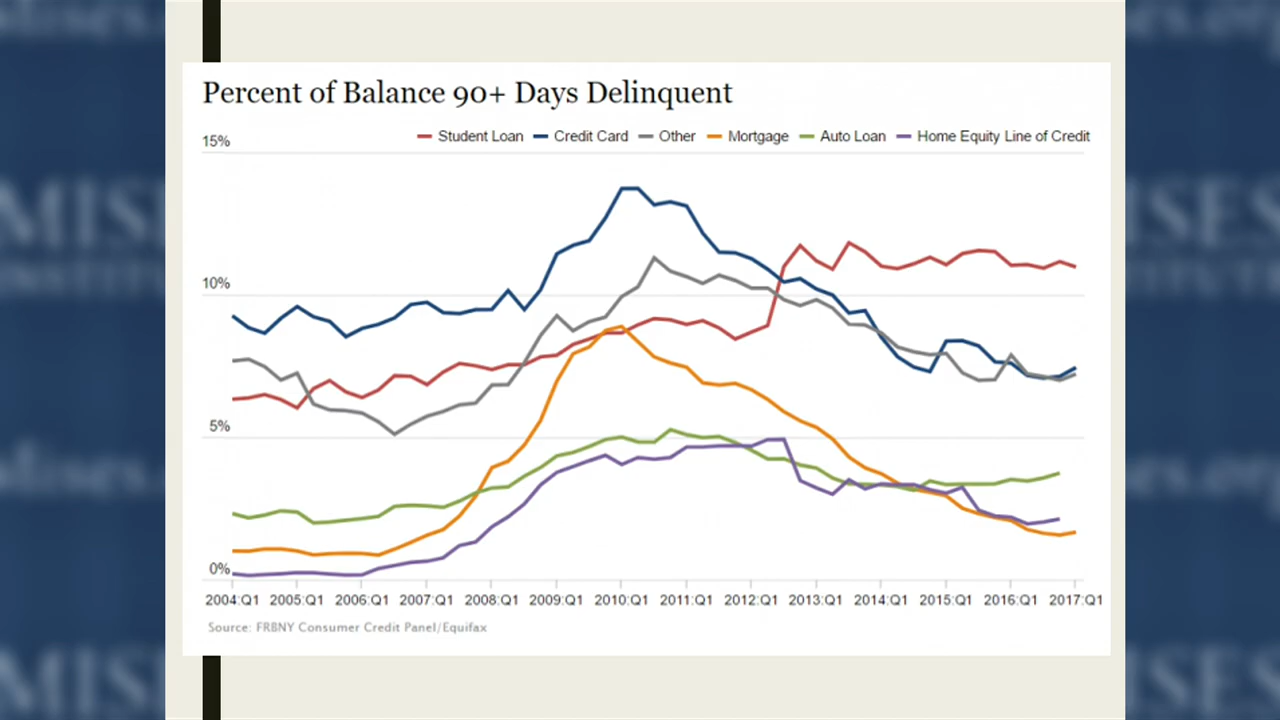 Percent of Balance 90+ Days Delinquent
15%
Student Loan Credit Card Other Mortgage Auto Loan Home Equity Line of Credit
10%
5%
0%
2004:Q1 2005:Q1 2006:Q1 2007:Q1 2008:Q1 2009:Q1 2010:Q1 2011:Q1 2012:Q1 2013:Q1 2014:Q1 2015:Q1 2016:Q1 2017:Q1
Source: FRBNY Consumer Credit Panel/Equifax